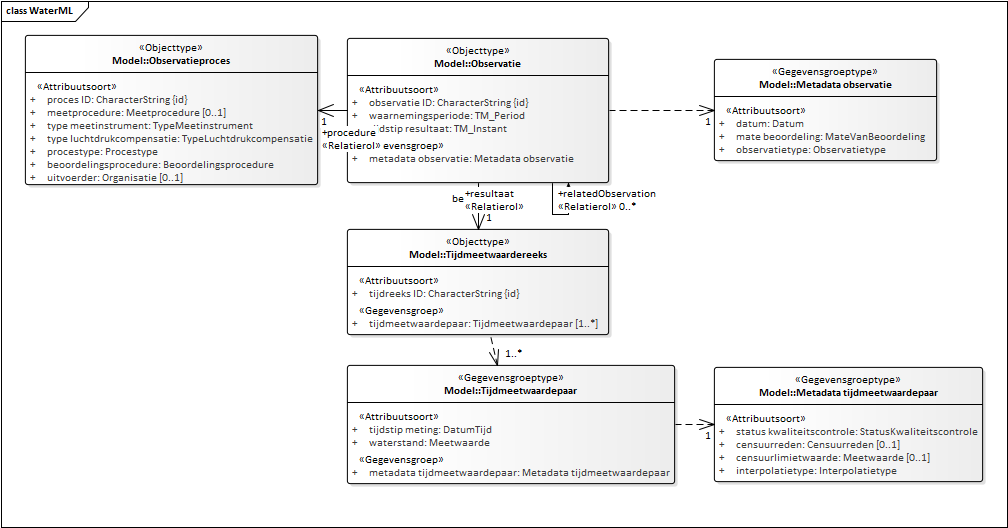 class WaterML
«Objecttype»
Model::Observatieproces
«Attribuutsoort»
+ proces ID: CharacterString {id}
+ meetprocedure: Meetprocedure [0..1]
+ type meetinstrument: TypeMeetinstrument
+ type luchtdrukcompensatie: TypeLuchtdrukcompensatie
+ procestype: Procestype
+ beoordelingsprocedure: Beoordelingsprocedure
+ uitvoerder: Organisatie [0..1]
«Objecttype»
Model::Observatie
«Attribuutsoort»
+ observatie ID: CharacterString {id}
+ waarnemingsperiode: TM_Period
tijdstip resultaat: TM_Instant
evensgroep»
+ metadata observatie: Metadata observatie
1
+procedure
«Relatierol»
1
«Gegevensgroeptype»
Model::Metadata observatie
«Attribuutsoort»
+ datum: Datum
+ mate beoordeling: MateVanBeoordeling
+ observatietype: Observatietype
be
+resultaat
«Relatierol»
1
+relatedObservation
«Relatierol» 0..*
«Objecttype»
Model::Tijdmeetwaardereeks
«Attribuutsoort»
+ tijdreeks ID: CharacterString {id}
«Gegevensgroep»
+ tijdmeetwaardepaar: Tijdmeetwaardepaar [1..*]
1..*
«Gegevensgroeptype»
Model::Tijdmeetwaardepaar
«Attribuutsoort»
+ tijdstip meting: DatumTijd
+ waterstand: Meetwaarde
«Gegevensgroep»
+ metadata tijdmeetwaardepaar: Metadata tijdmeetwaardepaar
1
«Gegevensgroeptype»
Model::Metadata tijdmeetwaardepaar
«Attribuutsoort»
+ status kwaliteitscontrole: StatusKwaliteitscontrole
+ censuurreden: Censuurreden [0..1]
+ censuurlimietwaarde: Meetwaarde [0..1]
+ interpolatietype: Interpolatietype